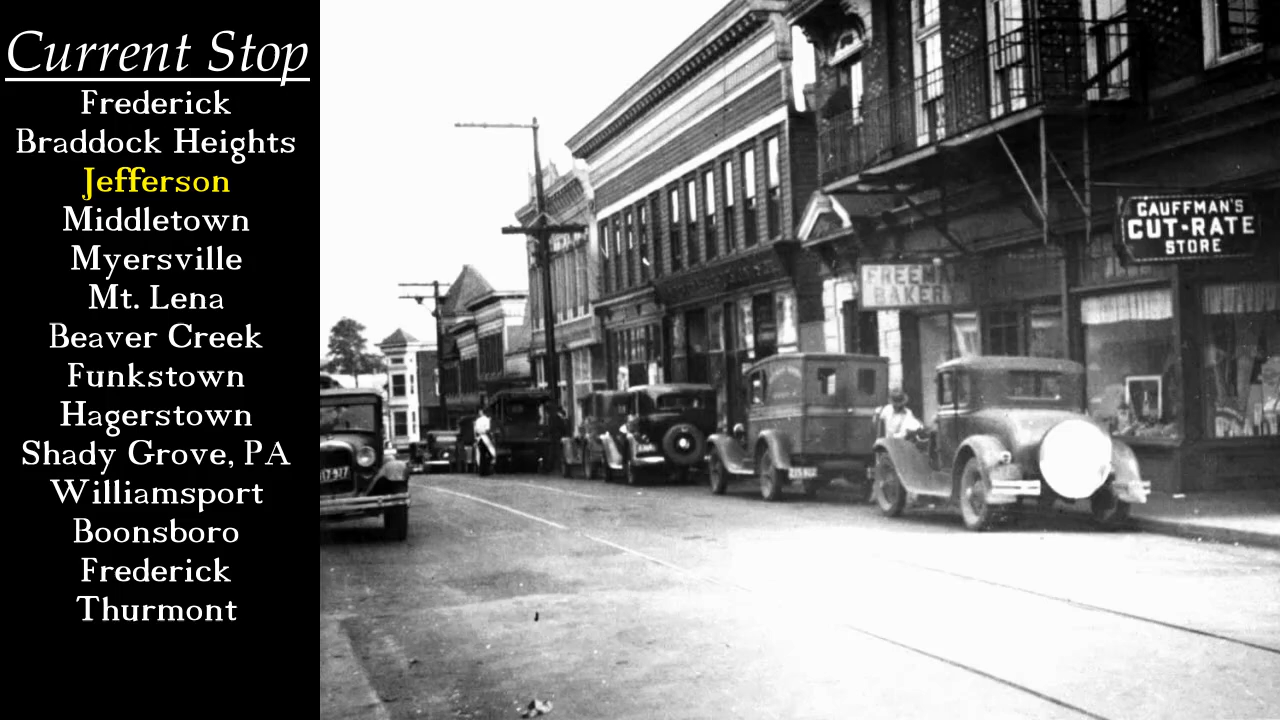 Current Stop
Frederick
Braddock Heights
Jefferson
Middletown
Myersville
Mt. Lena
Beaver Creek
Funkstown
Hagerstown
Shady Grove, PA
Williamsport
Boonsboro
Frederick
Thurmont
CAUFFMAN'S
CUT-RATE
STORE
BAKERY